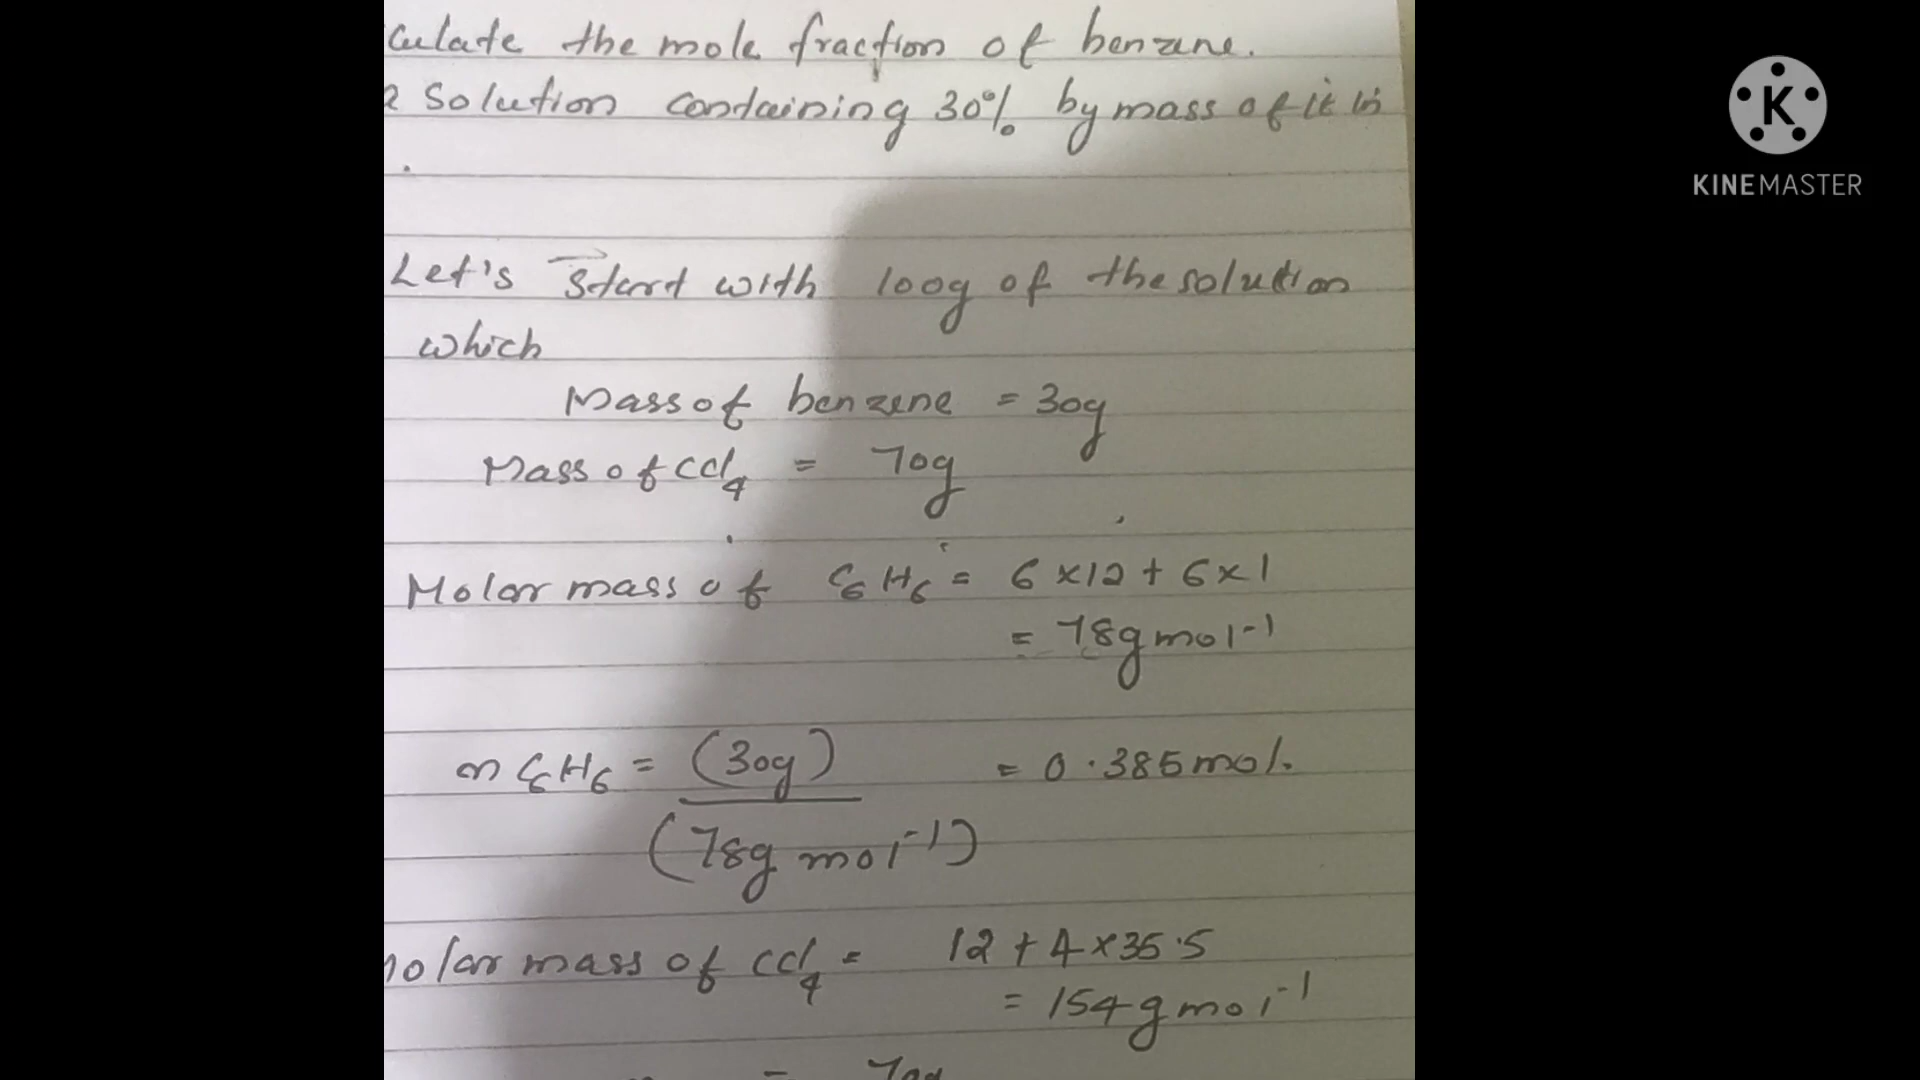 culate the mole fraction of benzene.
2 Solution containing 30% by mass of it in
Let's start with 100g of the solution
which
Mass of benzene = 30g
Mass of CCl4 = 70g
Molar mass of C6H6 = 6×12 + 6×1
= 78g mol-1
n C6H6 = (30g) = 0.385 mol.
(78g mol-1)
molar mass of CCl4 = 12 + 4×35.5
= 154 g mol-1
= 70g
K
KINEMASTER